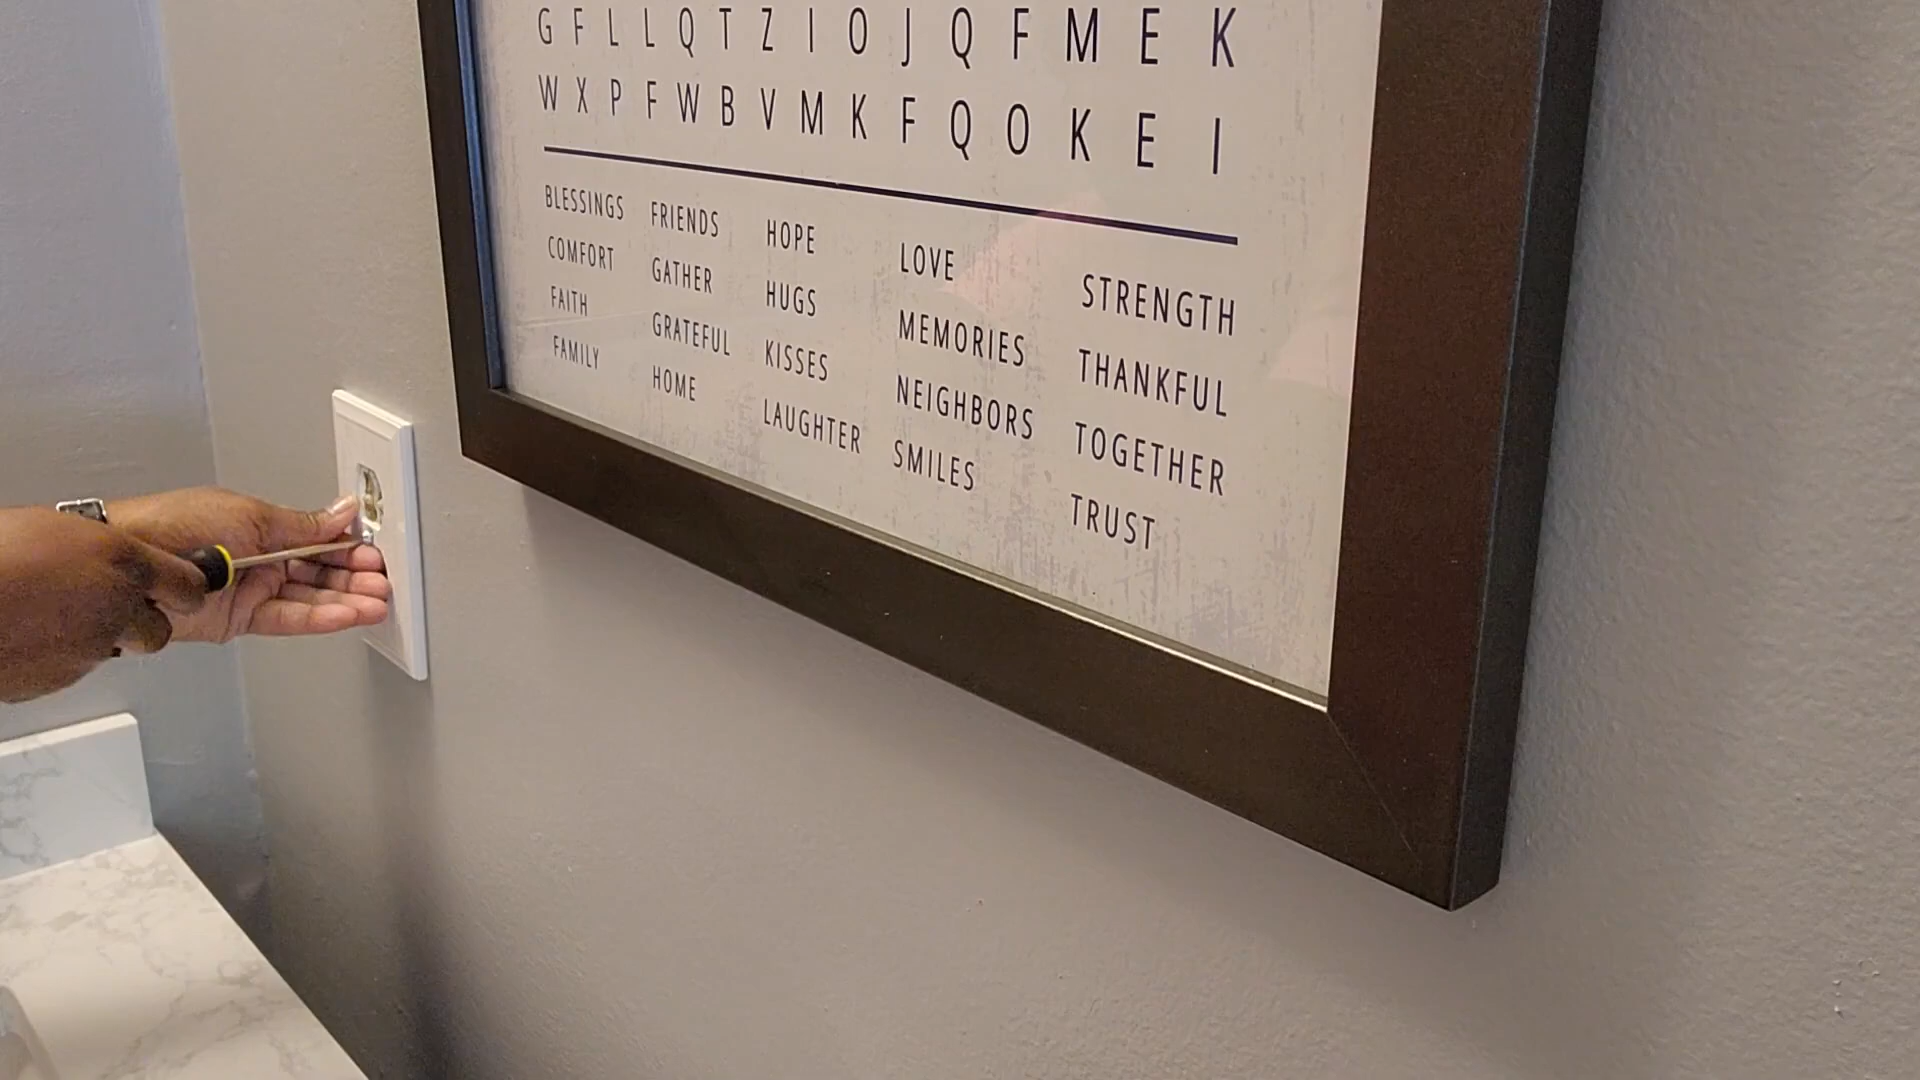 G F L L Q T Z I O J Q F M E K
W X P F W B V M K F Q O K E I
BLESSINGS
COMFORT
FAITH
FAMILY
FRIENDS
GATHER
GRATEFUL
HOME
HOPE
HUGS
KISSES
LAUGHTER
LOVE
MEMORIES
NEIGHBORS
SMILES
STRENGTH
THANKFUL
TOGETHER
TRUST